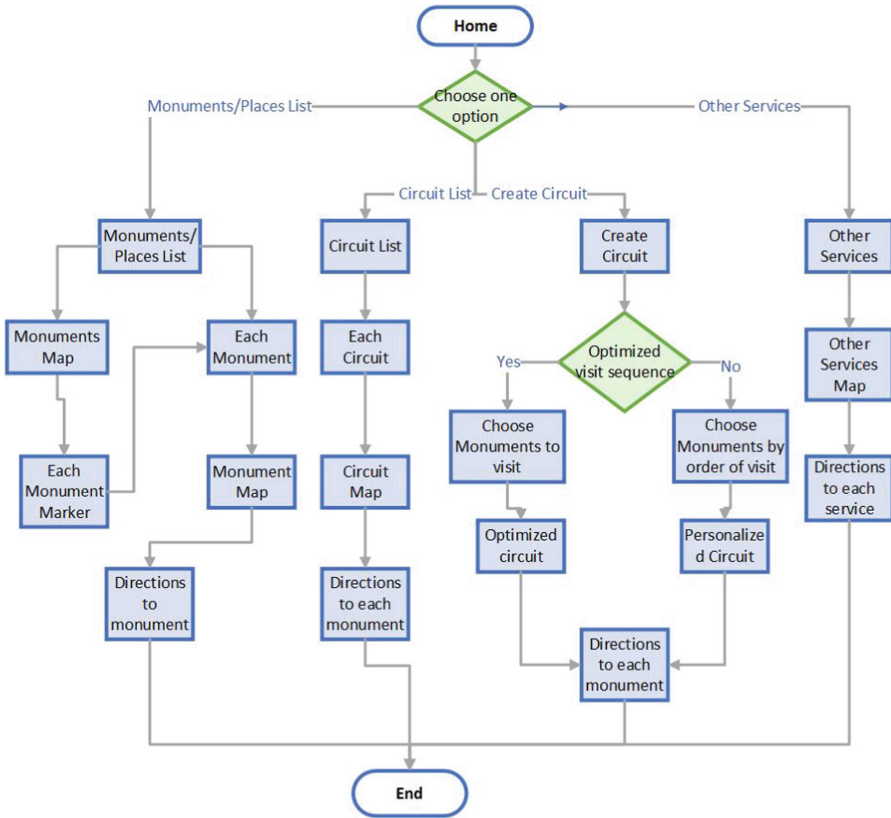 Home
Choose one
option
Monuments/Places List
Other Services
Circuit List
Create Circuit
Monuments/
Places List
Circuit List
Create
Circuit
Other
Services
Monuments
Map
Each
Monument
Each
Circuit
Optimized
visit sequence
Yes
No
Other
Services
Map
Choose
Monuments to
visit
Choose
Monuments by
order of visit
Each
Monument
Marker
Monument
Map
Circuit
Map
Directions
to each
service
Optimized
circuit
Personalize
d Circuit
Directions
to
monument
Directions
to each
monument
Directions
to each
monument
End